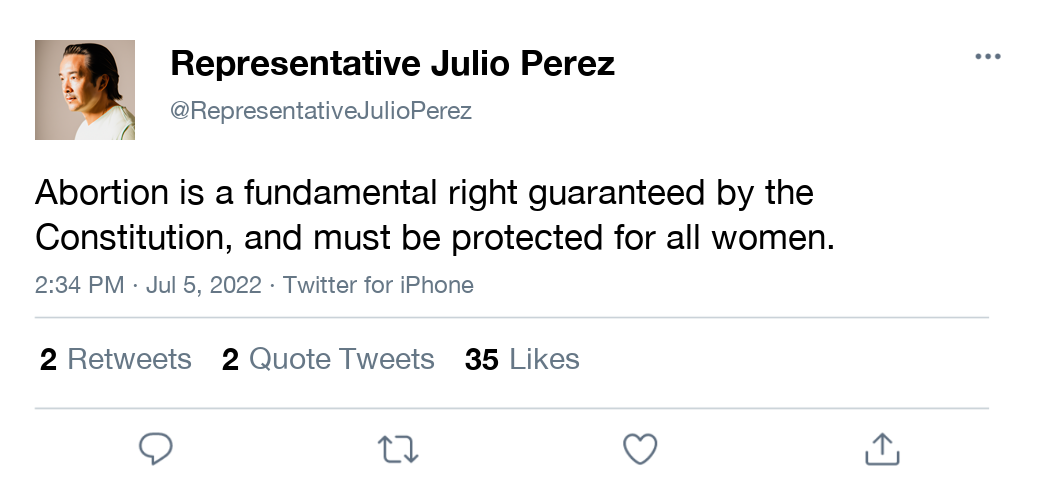 Representative Julio Perez
@RepresentativeJulioPerez
Abortion is a fundamental right guaranteed by the
Constitution, and must be protected for all women.
2:34 PM · Jul 5, 2022 · Twitter for iPhone
2 Retweets 2 Quote Tweets 35 Likes